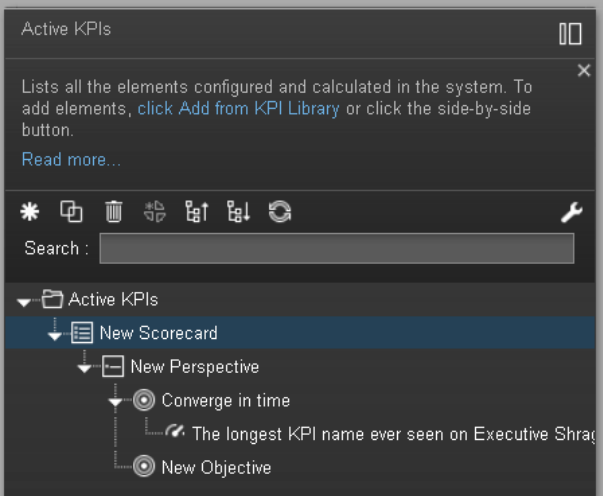 Active KPIs
Lists all the elements configured and calculated in the system. To
add elements, click Add from KPI Library or click the side-by-side
button.
Read more...
Search :
Active KPIs
New Scorecard
New Perspective
Converge in time
The longest KPI name ever seen on Executive Shrag
New Objective